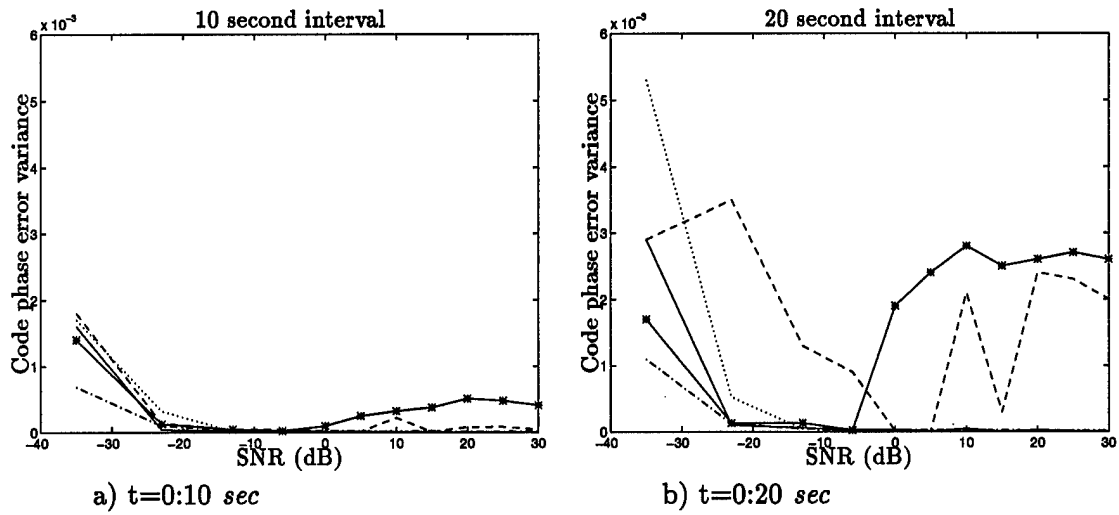 10 second interval
x 10⁻³
6
5
4
3
2
1
0
Code phase error variance
-40 -30 -20 -10 0 10 20 30
SNR (dB)
a) t=0:10 sec
20 second interval
x 10⁻³
6
5
4
3
2
1
0
Code phase error variance
-40 -30 -20 -10 0 10 20 30
SNR (dB)
b) t=0:20 sec